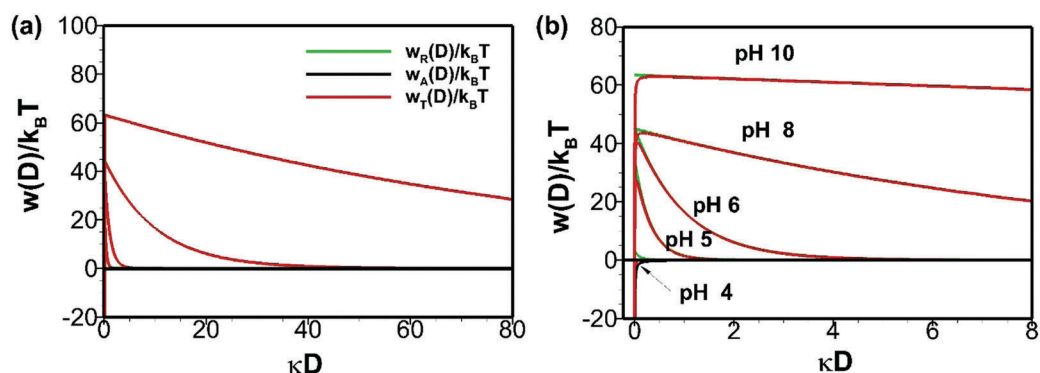 (a)
w(D)/k_BT
100
80
60
40
20
0
-20
0
20
40
60
80
κD
w_R(D)/k_BT
w_A(D)/k_BT
w_T(D)/k_BT
(b)
w(D)/k_BT
80
60
40
20
0
-20
0
2
4
6
8
κD
pH 10
pH 8
pH 6
pH 5
pH 4